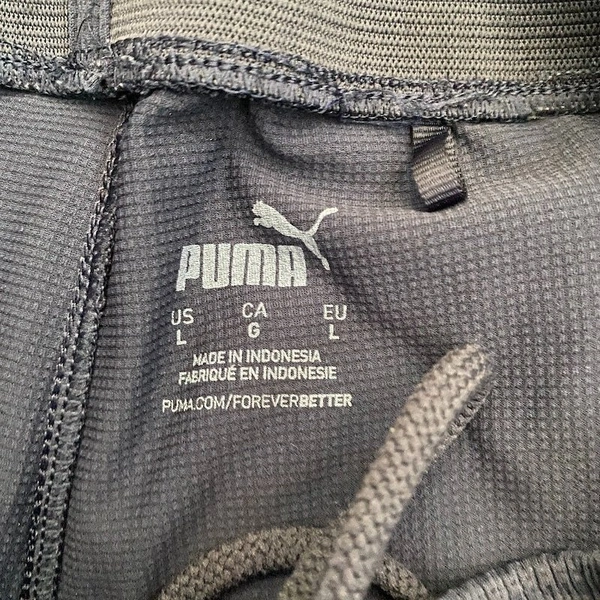 PUMA
US CA EU
L G L
MADE IN INDONESIA
FABRIQUÉ EN INDONESIE
PUMA.COM/FOREVERBETTER